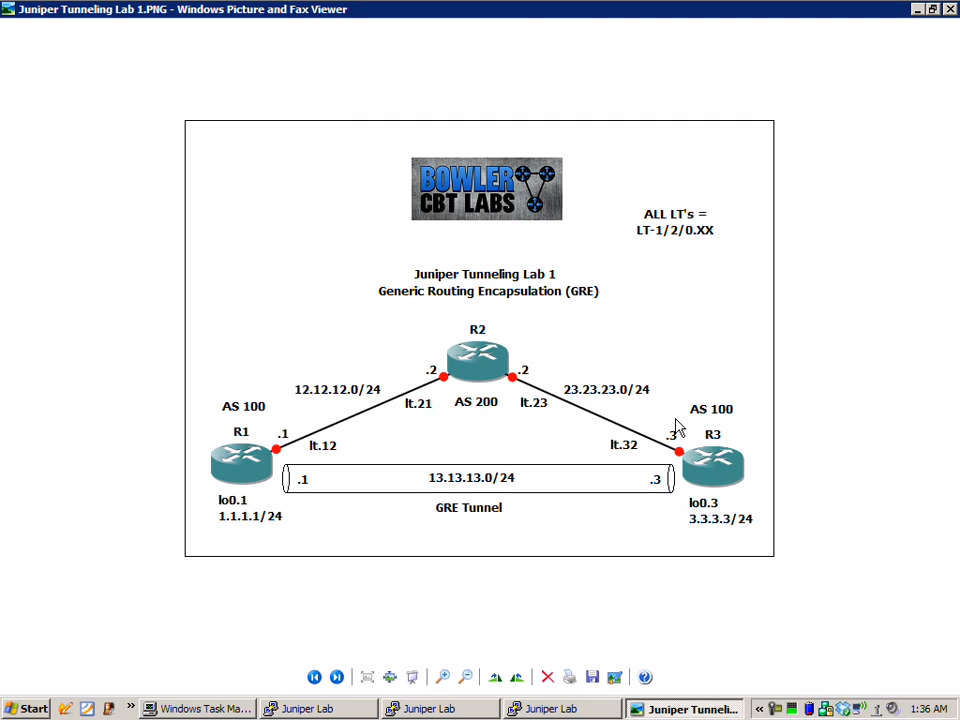 Juniper Tunneling Lab 1.PNG - Windows Picture and Fax Viewer
BOWLER
CBT LABS
ALL LT's =
LT-1/2/0.XX
Juniper Tunneling Lab 1
Generic Routing Encapsulation (GRE)
R2
.2
.2
12.12.12.0/24
23.23.23.0/24
lt.21
AS 200
lt.23
AS 100
AS 100
R1
.1
.3
R3
lt.12
lt.32
.1
13.13.13.0/24
.3
lo0.1
1.1.1.1/24
GRE Tunnel
lo0.3
3.3.3.3/24
Start
»
Windows Task Ma...
Juniper Lab
Juniper Lab
Juniper Lab
Juniper Tunneli...
«
1:36 AM